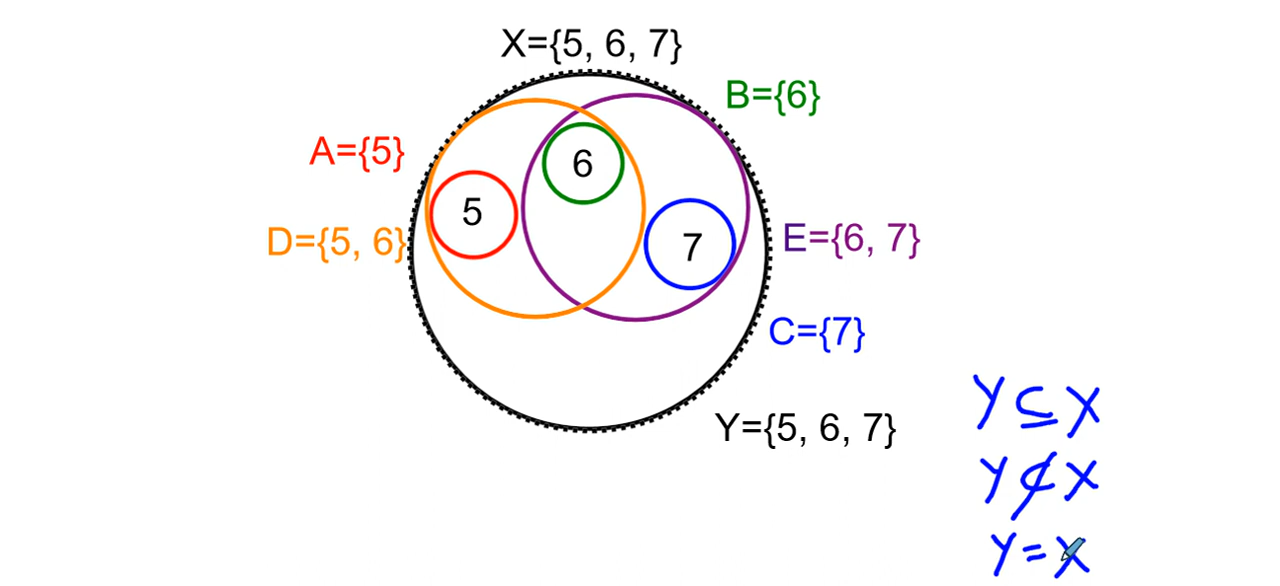 X={5, 6, 7}
B={6}
A={5}
6
5
D={5, 6}
7
E={6, 7}
C={7}
Y={5, 6, 7}
Y ⊆ X
Y ⊄ X
Y = X